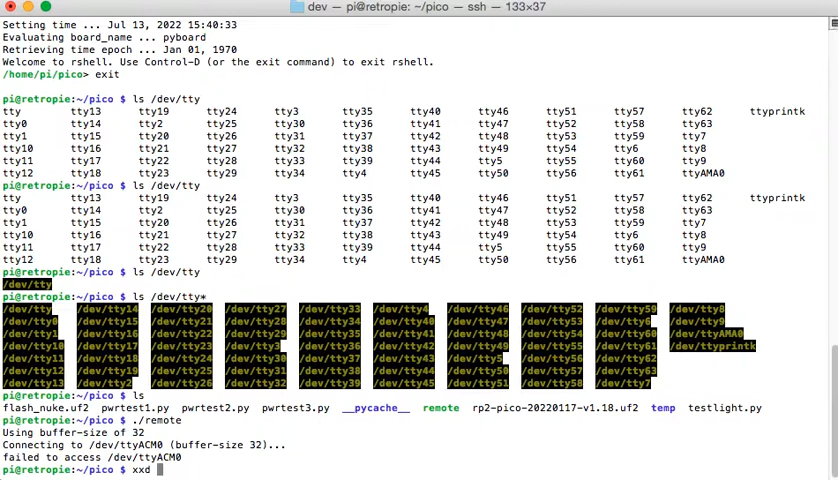 dev — pi@retropie: ~/pico — ssh — 133×37
Setting time ... Jul 13, 2022 15:40:33
Evaluating board_name ... pyboard
Retrieving time epoch ... Jan 01, 1970
Welcome to rshell. Use Control-D (or the exit command) to exit rshell.
/home/pi/pico> exit
pi@retropie:~/pico $ ls /dev/tty
tty tty13 tty19 tty24 tty3 tty35 tty40 tty46 tty51 tty57 tty62 ttyprintk
tty0 tty14 tty2 tty25 tty30 tty36 tty41 tty47 tty52 tty58 tty63
tty1 tty15 tty20 tty26 tty31 tty37 tty42 tty48 tty53 tty59 tty7
tty10 tty16 tty21 tty27 tty32 tty38 tty43 tty49 tty54 tty6 tty8
tty11 tty17 tty22 tty28 tty33 tty39 tty44 tty5 tty55 tty60 tty9
tty12 tty18 tty23 tty29 tty34 tty4 tty45 tty50 tty56 tty61 ttyAMA0
pi@retropie:~/pico $ ls /dev/tty
tty tty13 tty19 tty24 tty3 tty35 tty40 tty46 tty51 tty57 tty62 ttyprintk
tty0 tty14 tty2 tty25 tty30 tty36 tty41 tty47 tty52 tty58 tty63
tty1 tty15 tty20 tty26 tty31 tty37 tty42 tty48 tty53 tty59 tty7
tty10 tty16 tty21 tty27 tty32 tty38 tty43 tty49 tty54 tty6 tty8
tty11 tty17 tty22 tty28 tty33 tty39 tty44 tty5 tty55 tty60 tty9
tty12 tty18 tty23 tty29 tty34 tty4 tty45 tty50 tty56 tty61 ttyAMA0
pi@retropie:~/pico $ ls /dev/tty
/dev/tty
pi@retropie:~/pico $ ls /dev/tty*
/dev/tty /dev/tty14 /dev/tty20 /dev/tty27 /dev/tty33 /dev/tty4 /dev/tty46 /dev/tty52 /dev/tty59 /dev/tty8
/dev/tty0 /dev/tty15 /dev/tty21 /dev/tty28 /dev/tty34 /dev/tty40 /dev/tty47 /dev/tty53 /dev/tty6 /dev/tty9
/dev/tty1 /dev/tty16 /dev/tty22 /dev/tty29 /dev/tty35 /dev/tty41 /dev/tty48 /dev/tty54 /dev/tty60 /dev/ttyAMA0
/dev/tty10 /dev/tty17 /dev/tty23 /dev/tty3 /dev/tty36 /dev/tty42 /dev/tty49 /dev/tty55 /dev/tty61 /dev/ttyprintk
/dev/tty11 /dev/tty18 /dev/tty24 /dev/tty30 /dev/tty37 /dev/tty43 /dev/tty5 /dev/tty56 /dev/tty62
/dev/tty12 /dev/tty19 /dev/tty25 /dev/tty31 /dev/tty38 /dev/tty44 /dev/tty50 /dev/tty57 /dev/tty63
/dev/tty13 /dev/tty2 /dev/tty26 /dev/tty32 /dev/tty39 /dev/tty45 /dev/tty51 /dev/tty58 /dev/tty7
pi@retropie:~/pico $ ls
flash_nuke.uf2 pwrtest1.py pwrtest2.py pwrtest3.py __pycache__ remote rp2-pico-20220117-v1.18.uf2 temp testlight.py
pi@retropie:~/pico $ ./remote
Using buffer-size of 32
Connecting to /dev/ttyACM0 (buffer-size 32)...
failed to access /dev/ttyACM0
pi@retropie:~/pico $ xxd